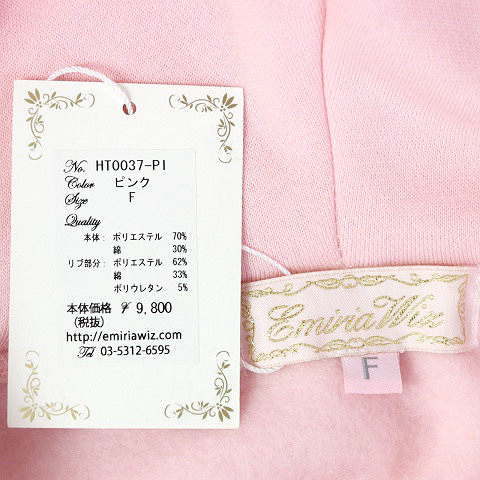 No. HT0037-PI
Color ピンク
Size F
Quality
本体： ポリエステル 70%
綿 30%
リブ部分： ポリエステル 62%
綿 33%
ポリウレタン 5%
本体価格 ¥ 9,800
(税抜)
http://emiriawiz.com
Tel 03-5312-6595
EmiriaWiz
F